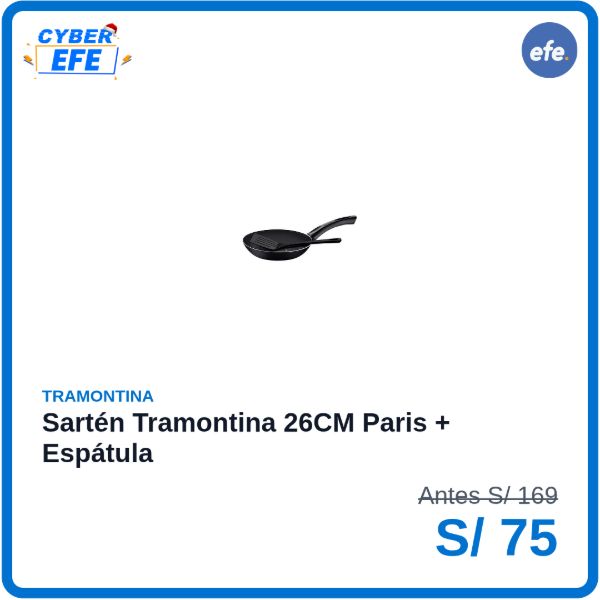 CYBER
EFE
efe.
TRAMONTINA
Sartén Tramontina 26CM Paris +
Espátula
Antes S/ 169
S/ 75